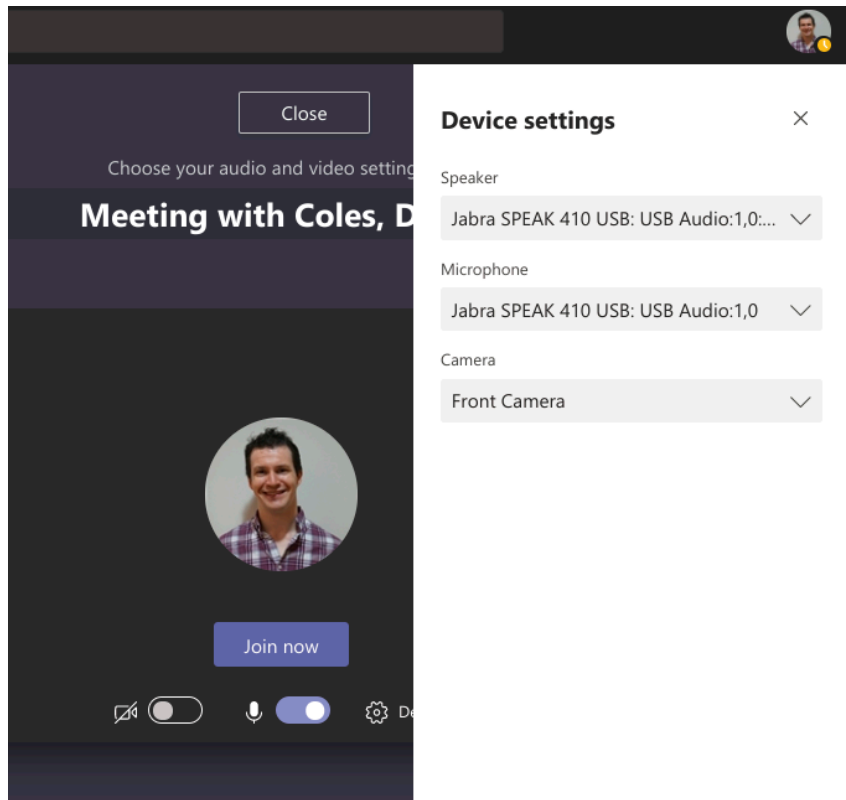 Close
Choose your audio and video setting
Meeting with Coles, D
Join now
De
Device settings
Speaker
Jabra SPEAK 410 USB: USB Audio:1,0:...
Microphone
Jabra SPEAK 410 USB: USB Audio:1,0
Camera
Front Camera